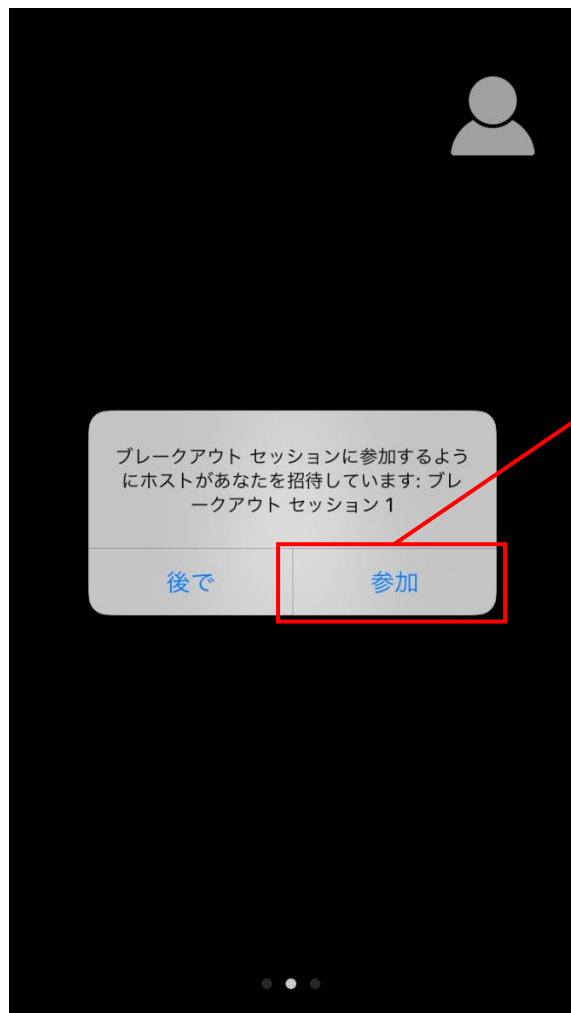 ブレークアウト セッションに参加するよう
にホストがあなたを招待しています: ブレ
ークアウト セッション 1
後で
参加